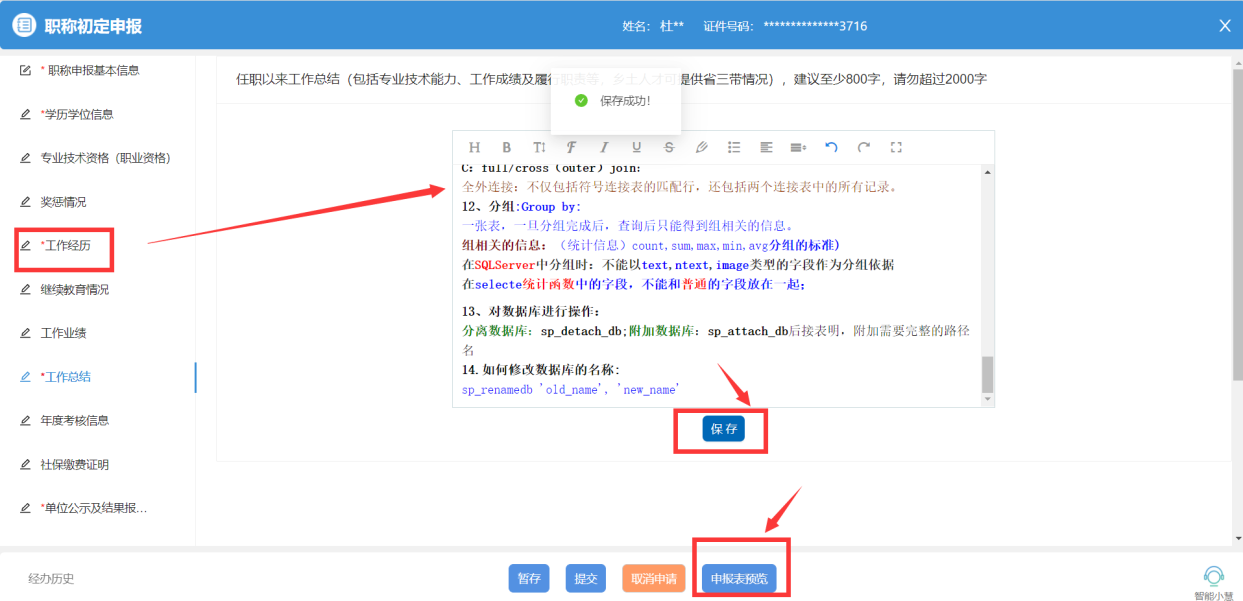 职称初定申报
姓名： 杜** 证件号码： **************3716
* 职称申报基本信息
*学历学位信息
专业技术资格（职业资格）
奖惩情况
*工作经历
继续教育情况
工作业绩
*工作总结
年度考核信息
社保缴费证明
*单位公示及结果报...
任职以来工作总结（包括专业技术能力、工作成绩及履行职责等，乡土人才可提供省三带情况），建议至少800字，请勿超过2000字
保存成功！
C: full/cross (outer) join:
全外连接：不仅包括符号连接表的匹配行，还包括两个连接表中的所有记录。
12、分组:Group by:
一张表，一旦分组完成后，查询后只能得到组相关的信息。
组相关的信息：（统计信息）count,sum,max,min,avg分组的标准)
在SQLServer中分组时：不能以text,ntext,image类型的字段作为分组依据
在selecte统计函数中的字段，不能和普通的字段放在一起；
13、对数据库进行操作：
分离数据库：sp_detach_db;附加数据库：sp_attach_db后接表明，附加需要完整的路径
名
14.如何修改数据库的名称:
sp_renamedb 'old_name', 'new_name'
保存
经办历史
暂存 提交 取消申请 申报表预览
智能小慧